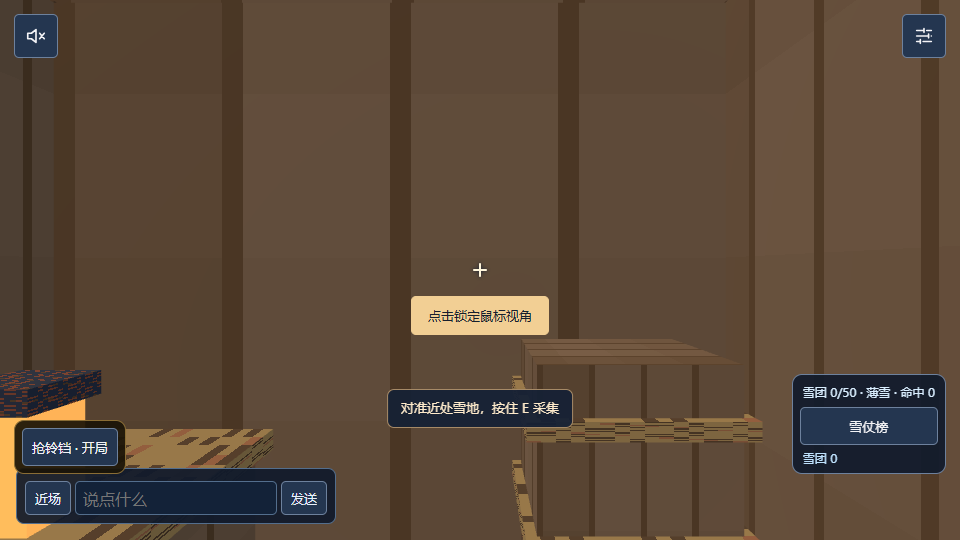 点击锁定鼠标视角
对准近处雪地，按住 E 采集
雪团 0/50 · 薄雪 · 命中 0
雪仗榜
雪团 0
抢铃铛 · 开局
近场
说点什么
发送